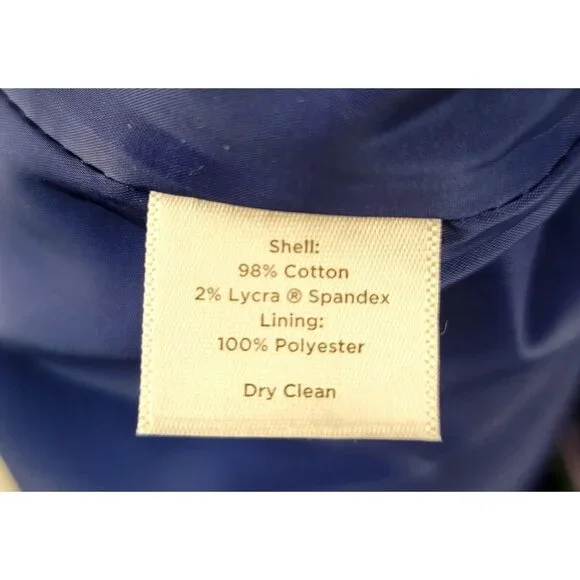 Shell:
98% Cotton
2% Lycra ® Spandex
Lining:
100% Polyester
Dry Clean